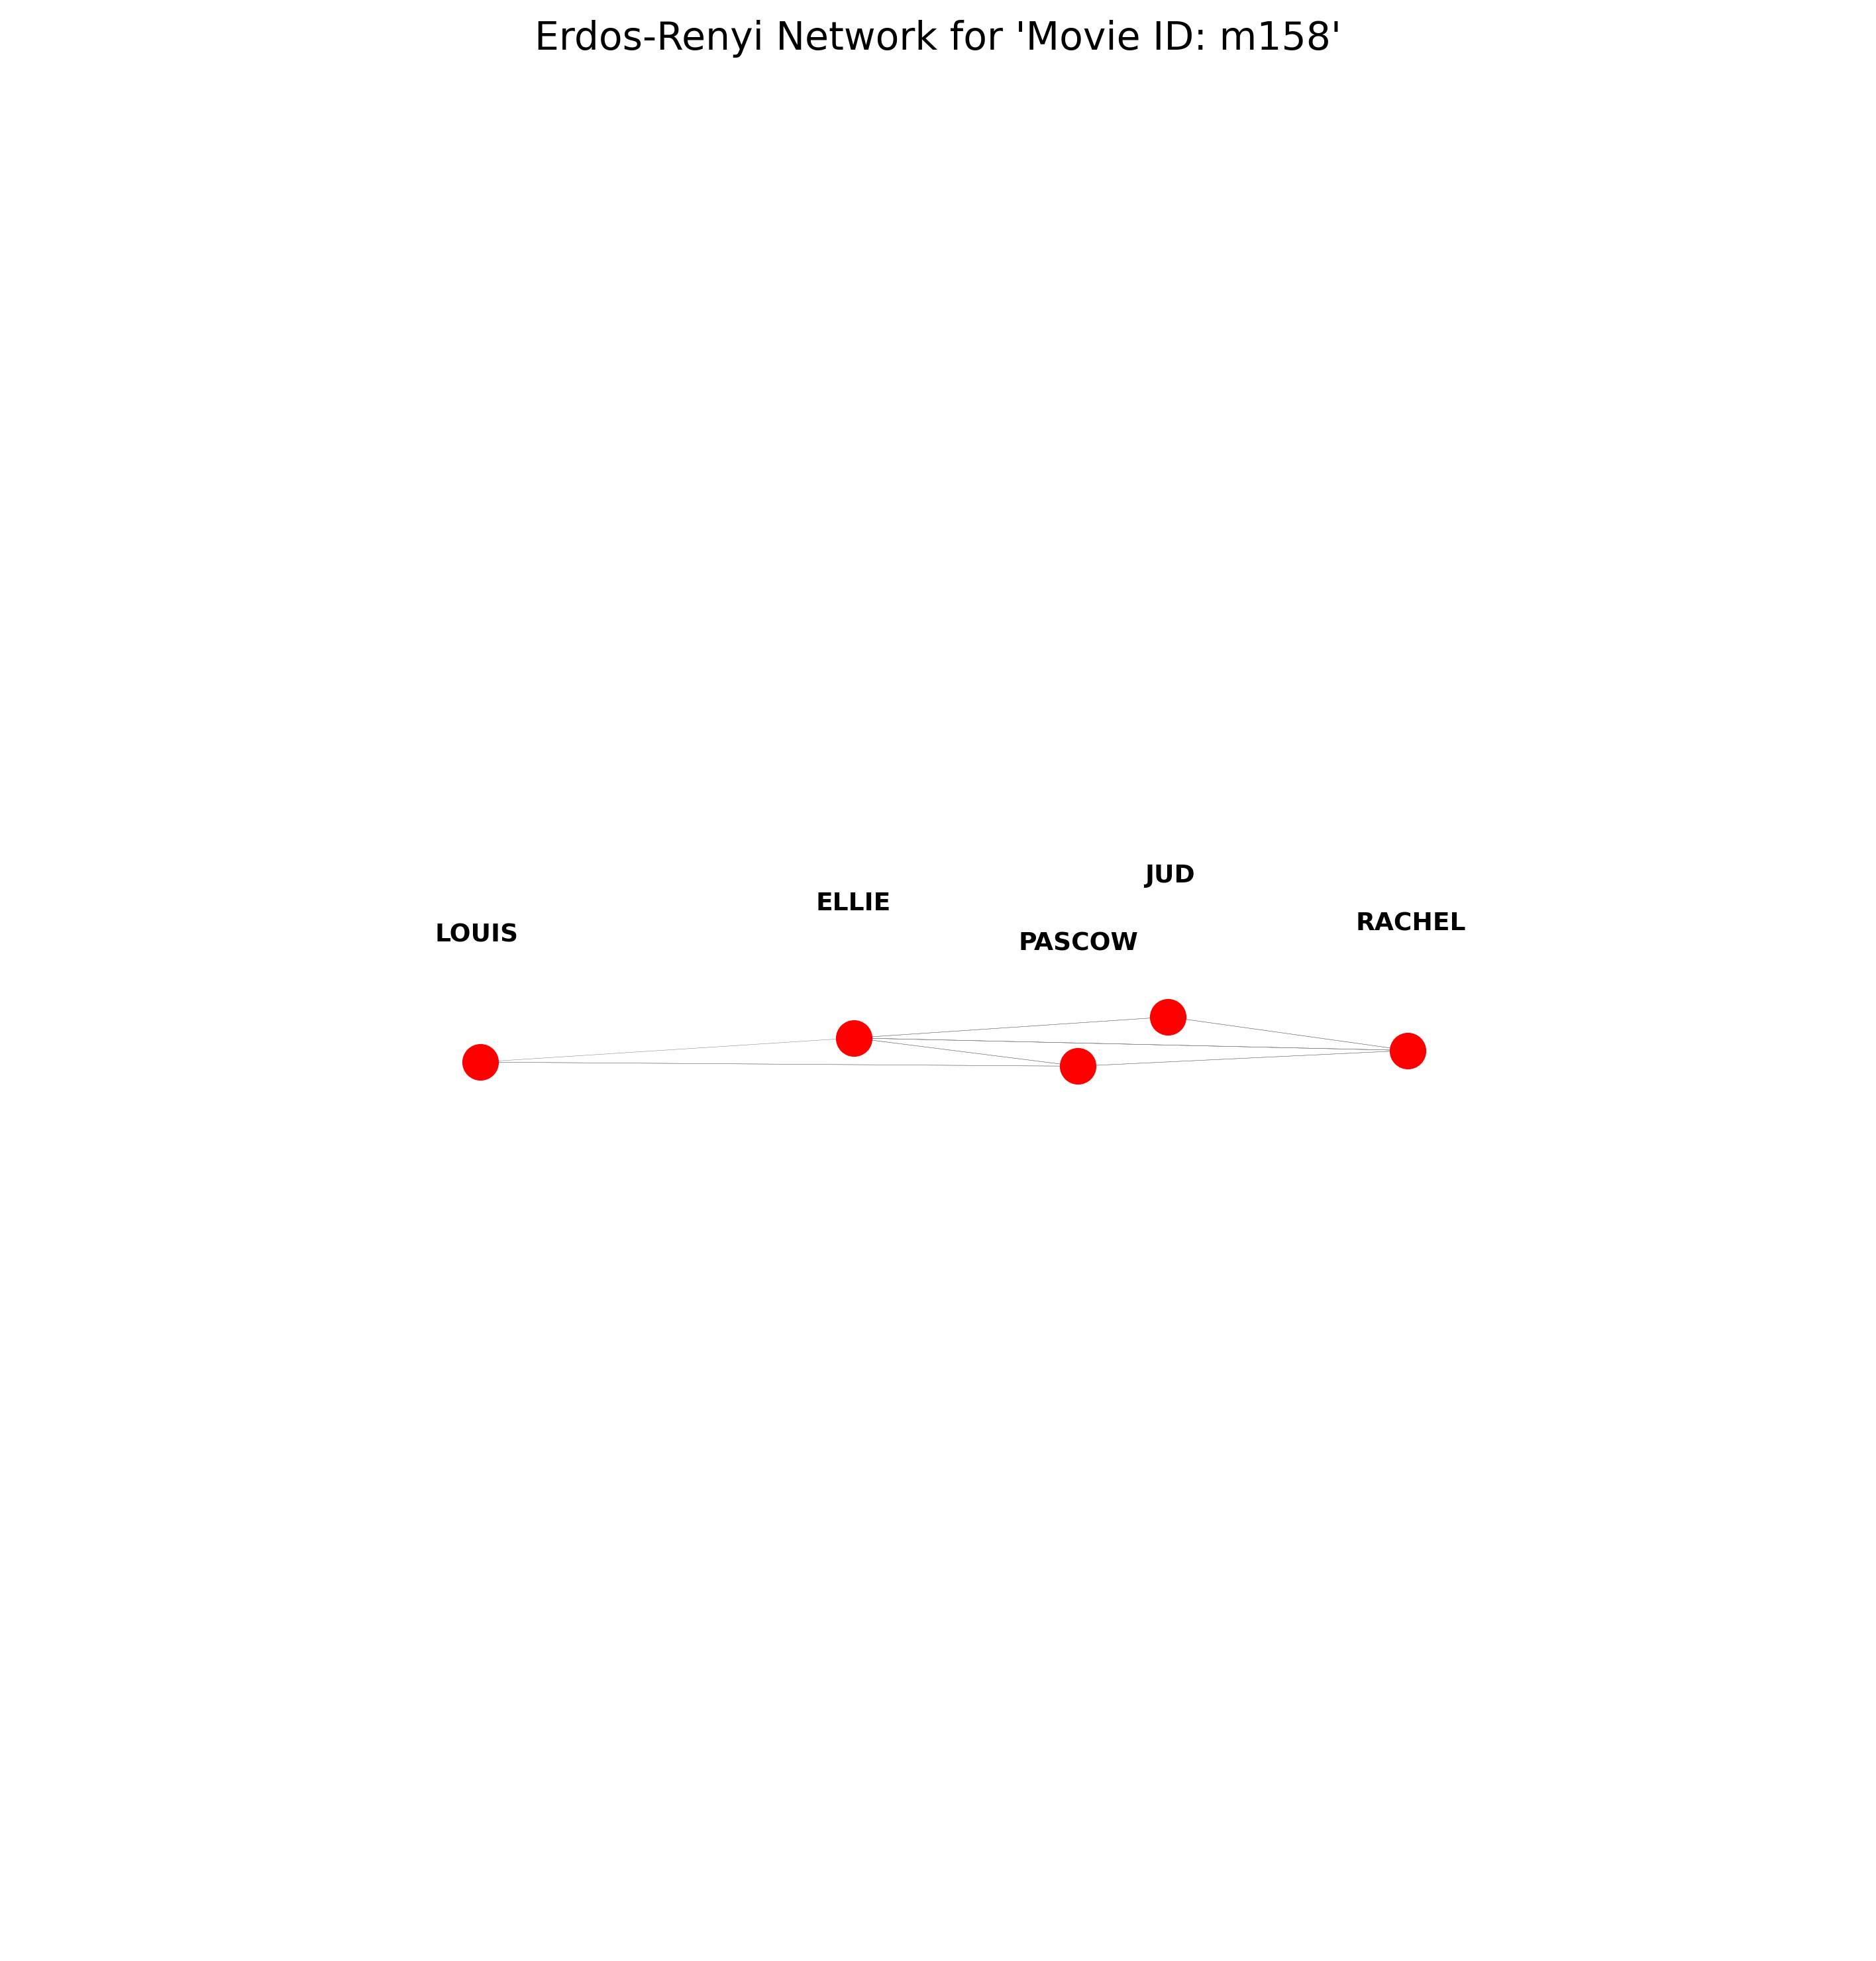 Erdos-Renyi Network for 'Movie ID: m158'
JUD
ELLIE
RACHEL
LOUIS
PASCOW